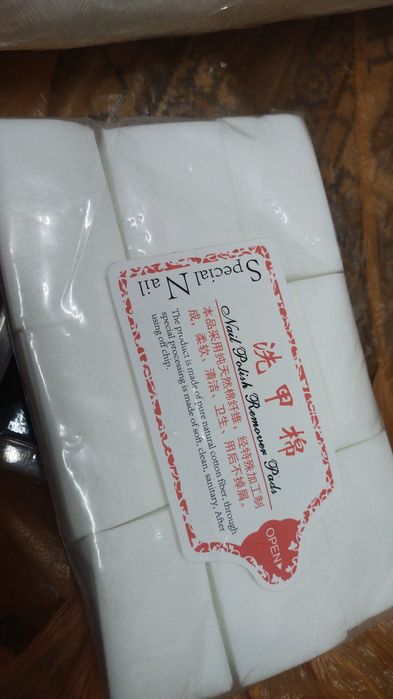 Special Nail
洗甲棉
Nail Polish Remover Pads
本品采用纯天然棉纤维，经特殊加工制
成，柔软、清洁、卫生、用后不掉屑。
The product is made of pure natural cotton fiber, through
special processing is made of soft, clean, sanitary, After
using off chip.
OPEN